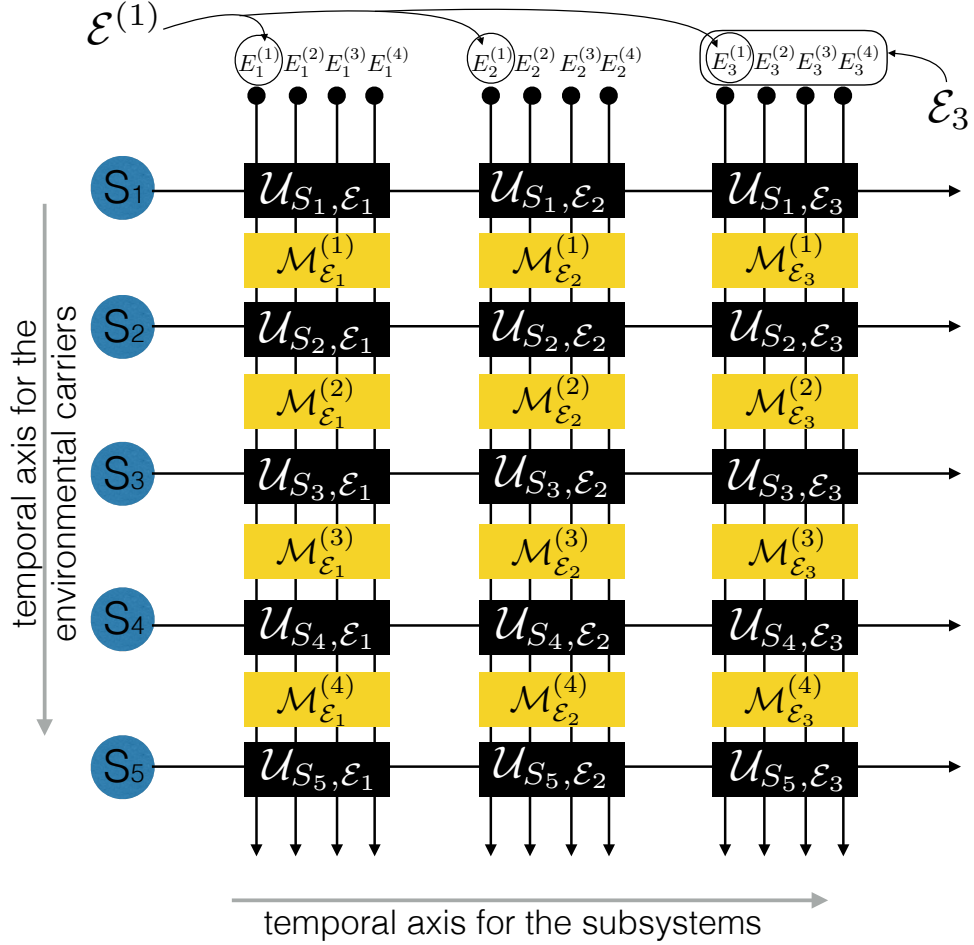 ℰ^{(1)}
E_1^{(1)} E_1^{(2)} E_1^{(3)} E_1^{(4)} E_2^{(1)} E_2^{(2)} E_2^{(3)} E_2^{(4)} E_3^{(1)} E_3^{(2)} E_3^{(3)} E_3^{(4)}
ℰ_3
S_1 𝒰_{S_1,ℰ_1} 𝒰_{S_1,ℰ_2} 𝒰_{S_1,ℰ_3}
ℳ_{ℰ_1}^{(1)} ℳ_{ℰ_2}^{(1)} ℳ_{ℰ_3}^{(1)}
S_2 𝒰_{S_2,ℰ_1} 𝒰_{S_2,ℰ_2} 𝒰_{S_2,ℰ_3}
ℳ_{ℰ_1}^{(2)} ℳ_{ℰ_2}^{(2)} ℳ_{ℰ_3}^{(2)}
S_3 𝒰_{S_3,ℰ_1} 𝒰_{S_3,ℰ_2} 𝒰_{S_3,ℰ_3}
ℳ_{ℰ_1}^{(3)} ℳ_{ℰ_2}^{(3)} ℳ_{ℰ_3}^{(3)}
S_4 𝒰_{S_4,ℰ_1} 𝒰_{S_4,ℰ_2} 𝒰_{S_4,ℰ_3}
ℳ_{ℰ_1}^{(4)} ℳ_{ℰ_2}^{(4)} ℳ_{ℰ_3}^{(4)}
S_5 𝒰_{S_5,ℰ_1} 𝒰_{S_5,ℰ_2} 𝒰_{S_5,ℰ_3}
temporal axis for the
environmental carriers
temporal axis for the subsystems